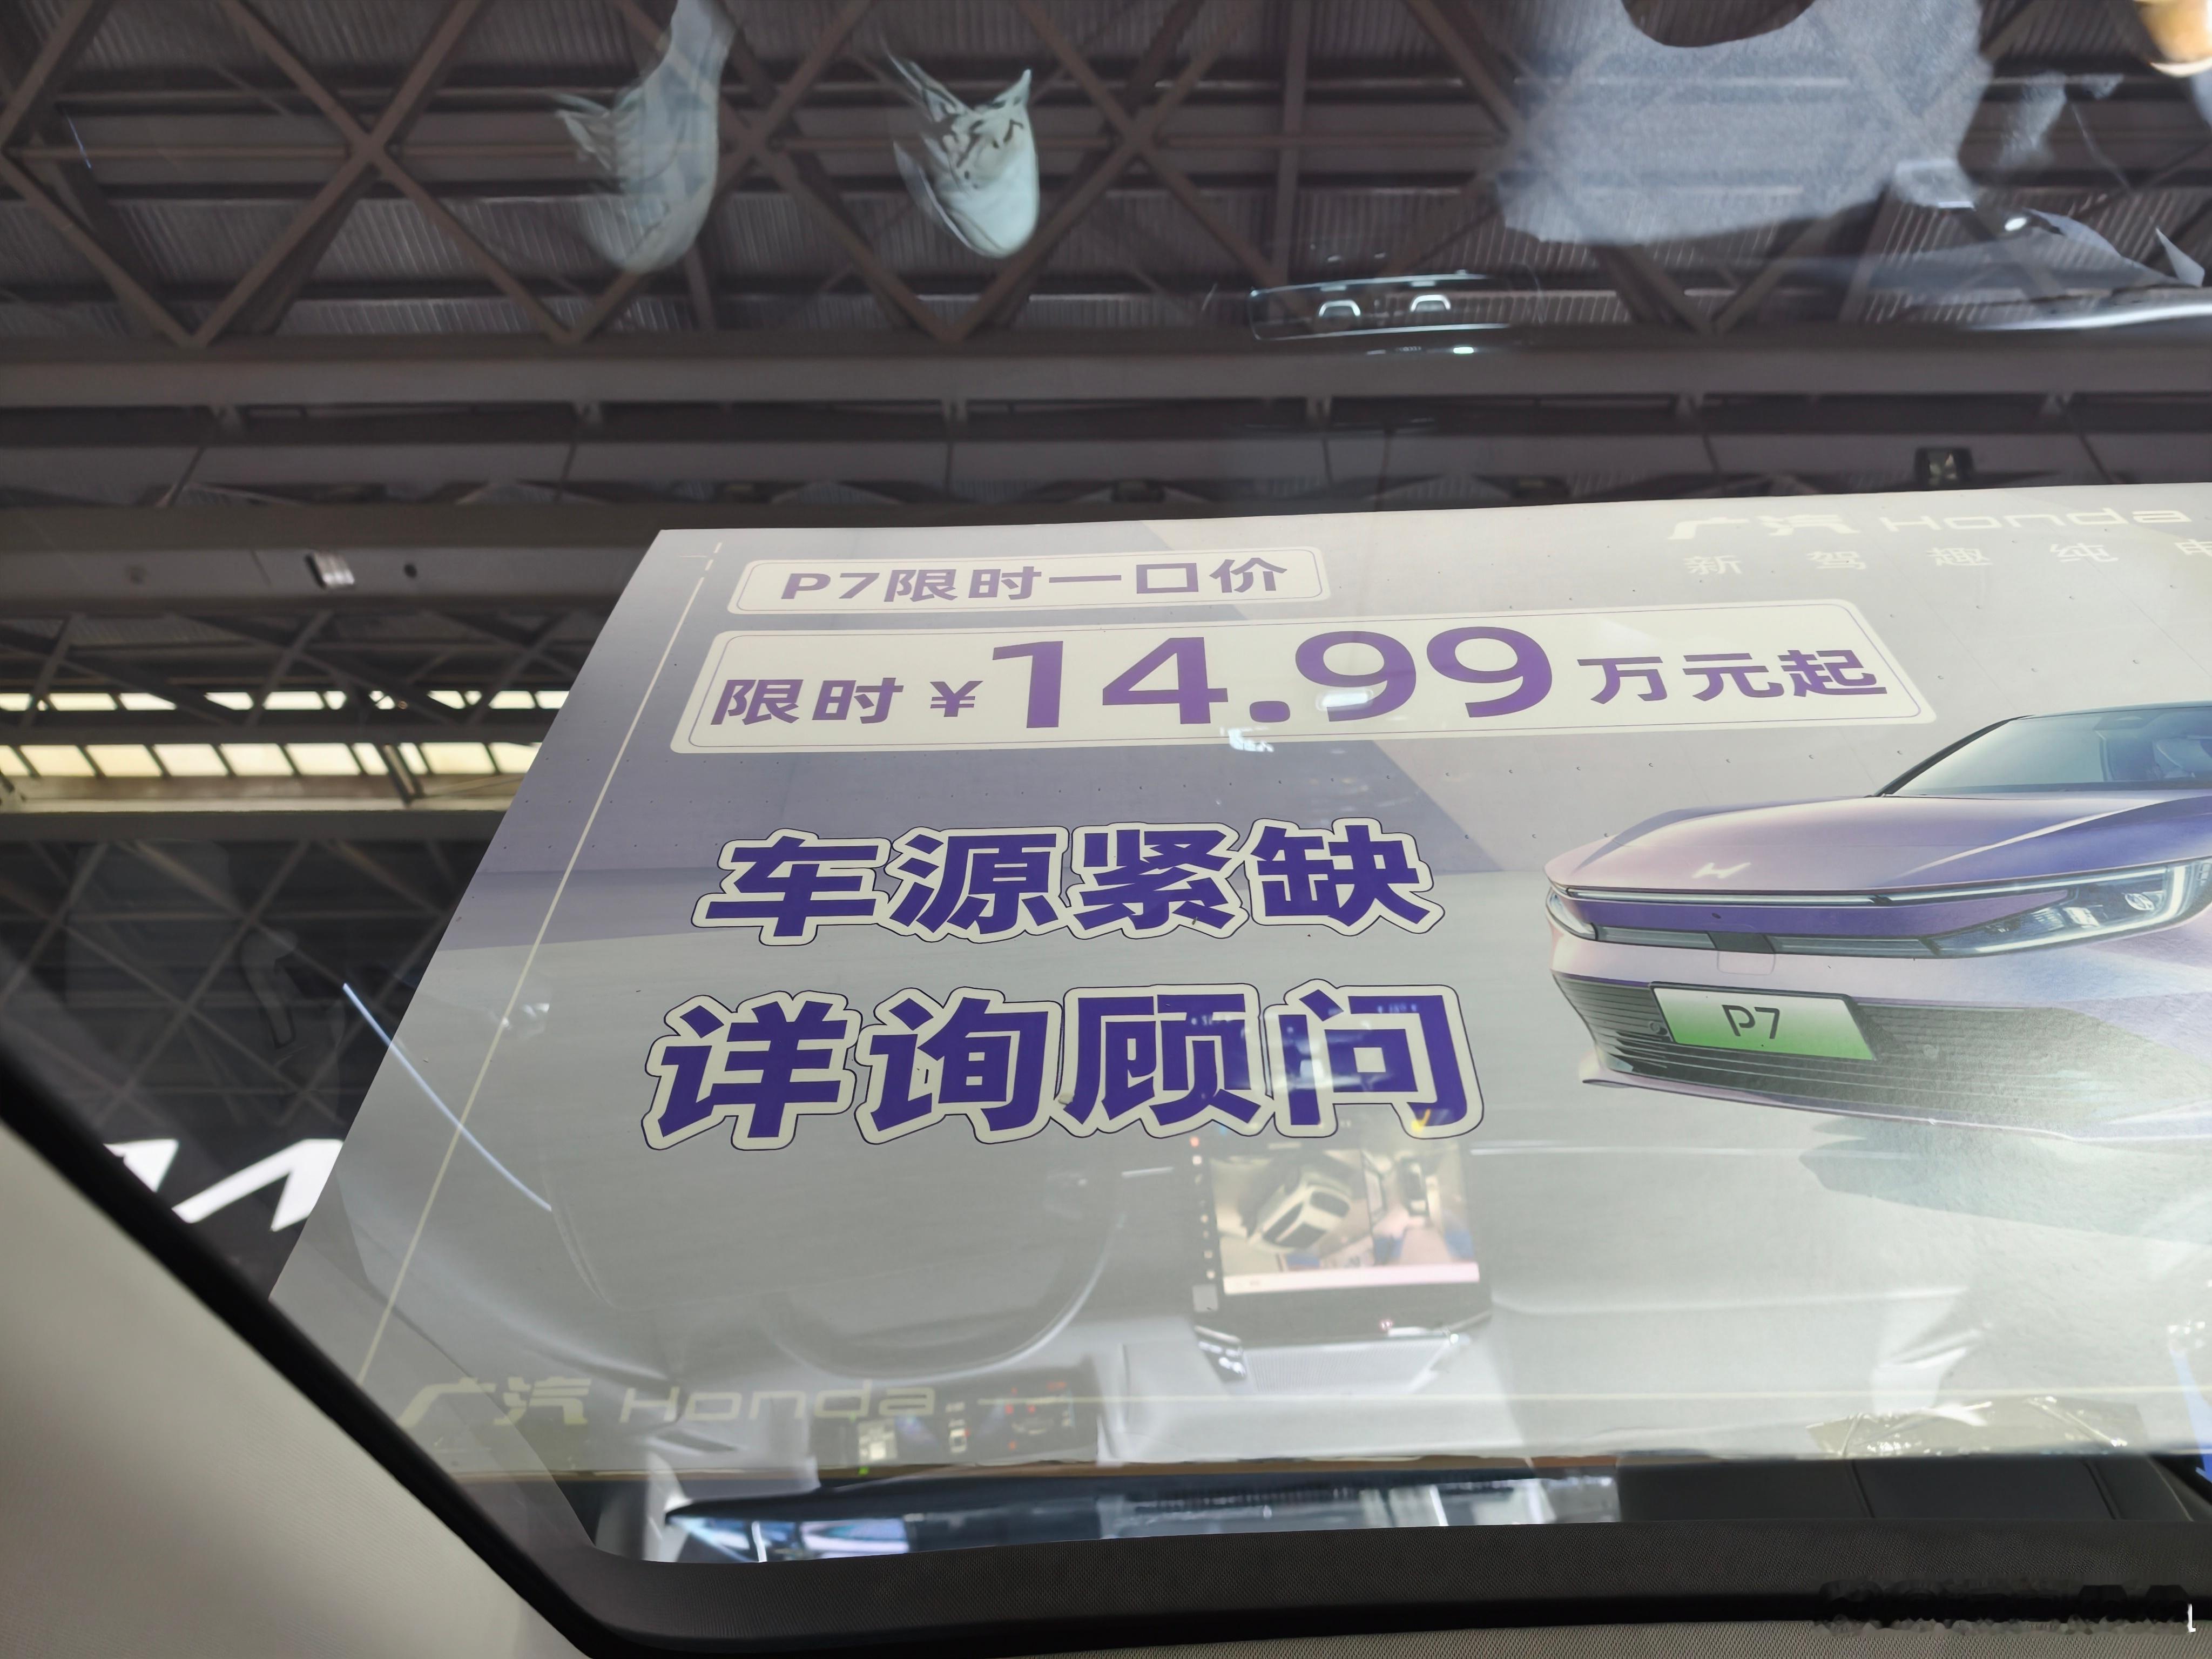 广汽 Honda
新驾趣纯电
P7限时一口价
限时 ¥14.99万元起
车源紧缺
详询顾问
P7
广汽 Honda